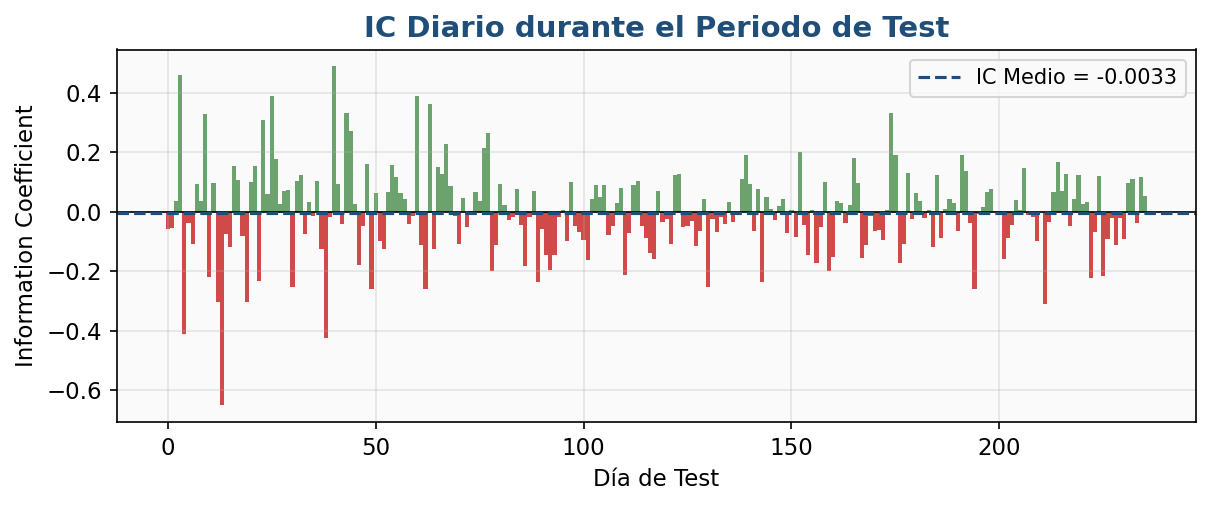 IC Diario durante el Periodo de Test
IC Medio = -0.0033
Information Coefficient
0.4
0.2
0.0
−0.2
−0.4
−0.6
0 50 100 150 200
Día de Test